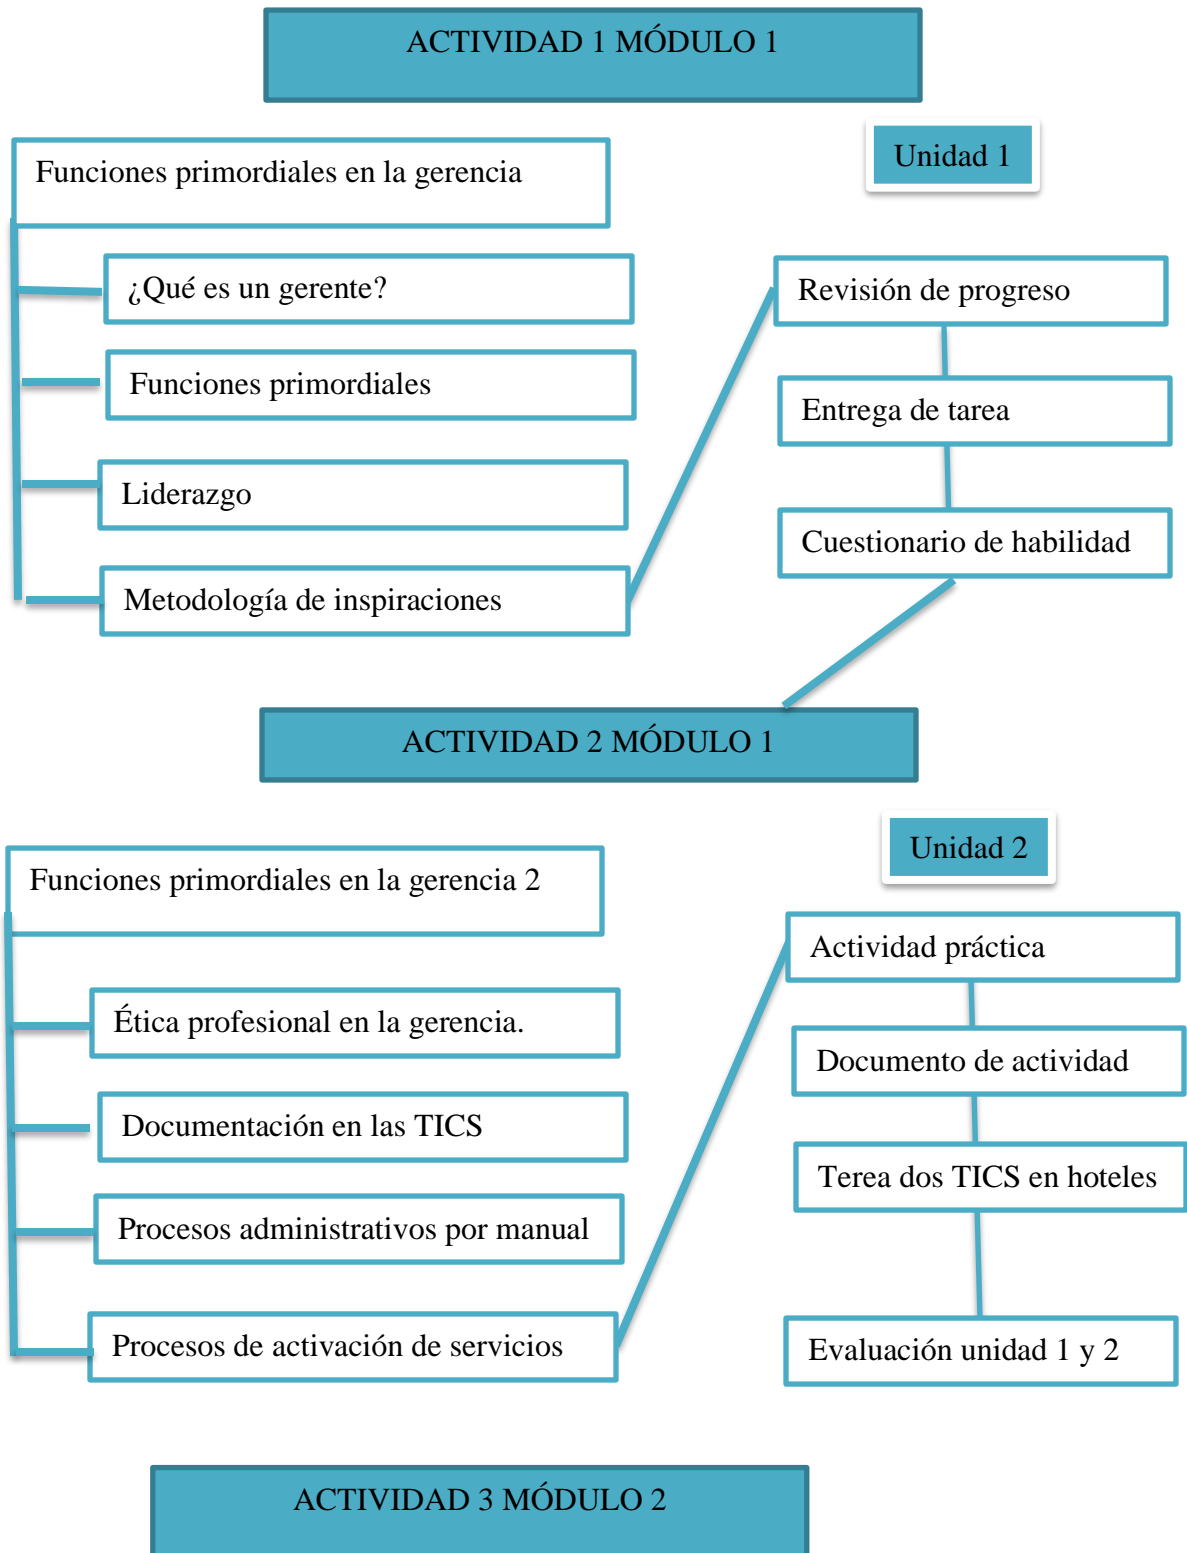 ACTIVIDAD 1 MÓDULO 1
Unidad 1
Funciones primordiales en la gerencia
¿Qué es un gerente?
Funciones primordiales
Liderazgo
Metodología de inspiraciones
Revisión de progreso
Entrega de tarea
Cuestionario de habilidad
ACTIVIDAD 2 MÓDULO 1
Unidad 2
Funciones primordiales en la gerencia 2
Ética profesional en la gerencia.
Documentación en las TICS
Procesos administrativos por manual
Procesos de activación de servicios
Actividad práctica
Documento de actividad
Terea dos TICS en hoteles
Evaluación unidad 1 y 2
ACTIVIDAD 3 MÓDULO 2